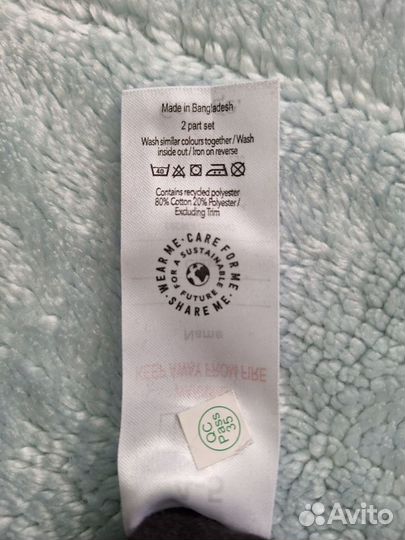 Made in Bangladesh
2 part set
Wash similar colours together / Wash
inside out / Iron on reverse
40
Contains recycled polyester
80% Cotton 20% Polyester /
Excluding Trim
WEAR ME · CARE FOR ME · SHARE ME ·
FOR A SUSTAINABLE FUTURE
Name
KEEP AWAY FROM FIRE
QC
Pass
35
Avito